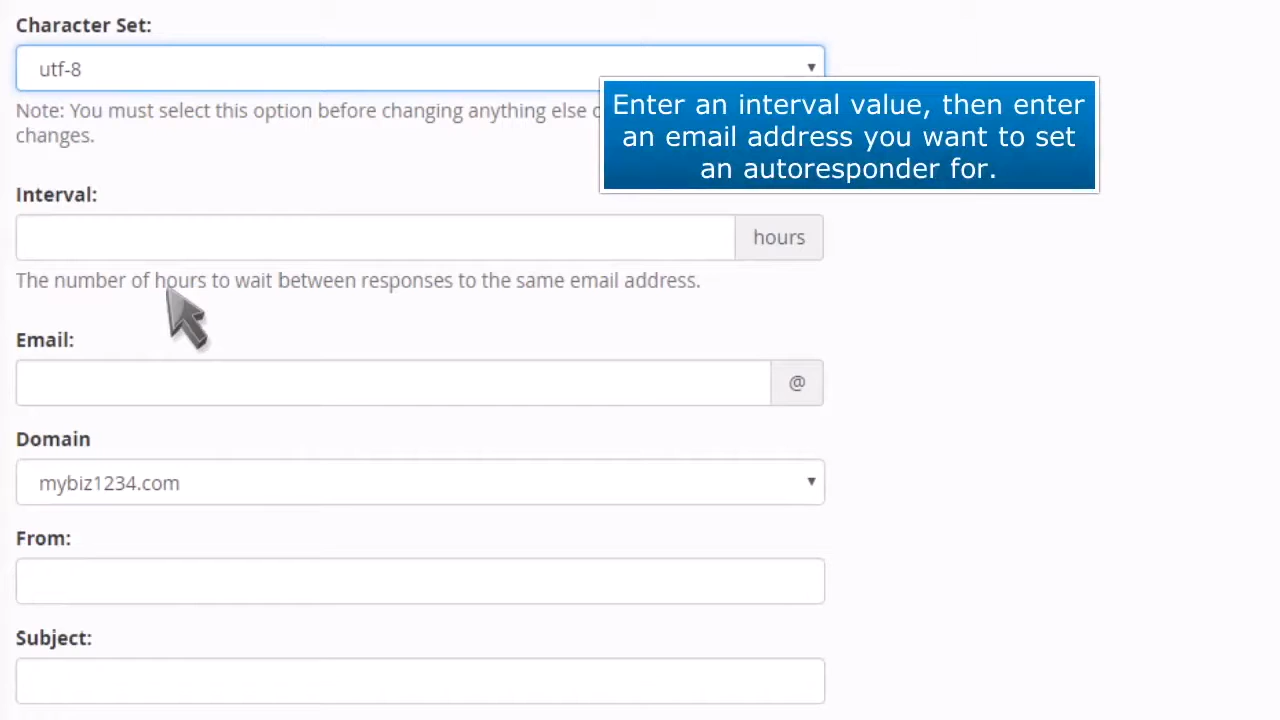 Character Set:
utf-8
Note: You must select this option before changing anything else o
changes.
Enter an interval value, then enter
an email address you want to set
an autoresponder for.
Interval:
hours
The number of hours to wait between responses to the same email address.
Email:
@
Domain
mybiz1234.com
From:
Subject: